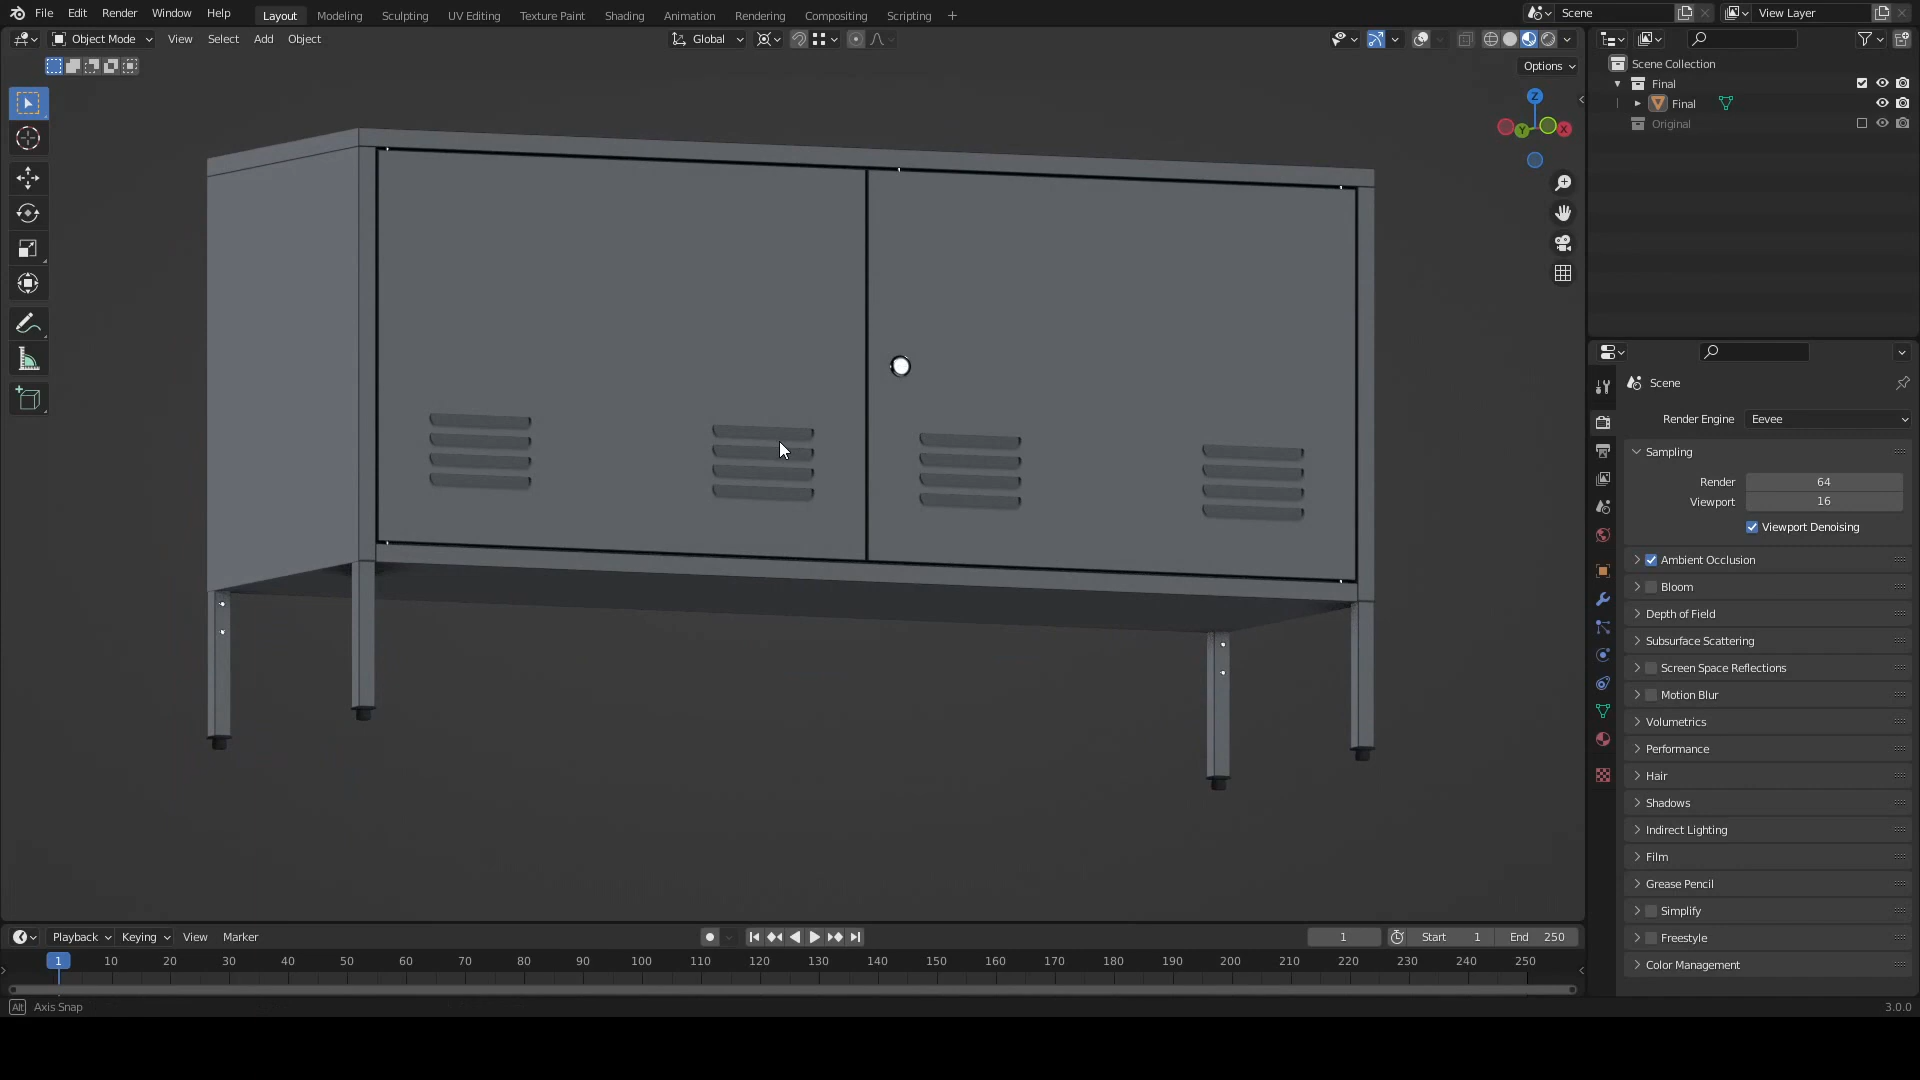 File Edit Render Window Help Layout Modeling Sculpting UV Editing Texture Paint Shading Animation Rendering Compositing Scripting + Scene View Layer
Object Mode View Select Add Object Global
Options
Z
Y
X
Scene Collection
Final
Final
Original
Scene
Render Engine Eevee
Sampling
Render 64
Viewport 16
Viewport Denoising
Ambient Occlusion
Bloom
Depth of Field
Subsurface Scattering
Screen Space Reflections
Motion Blur
Volumetrics
Performance
Hair
Shadows
Indirect Lighting
Film
Grease Pencil
Simplify
Freestyle
Color Management
Playback Keying View Marker 1 Start 1 End 250
1 10 20 30 40 50 60 70 80 90 100 110 120 130 140 150 160 170 180 190 200 210 220 230 240 250
Alt Axis Snap 3.0.0